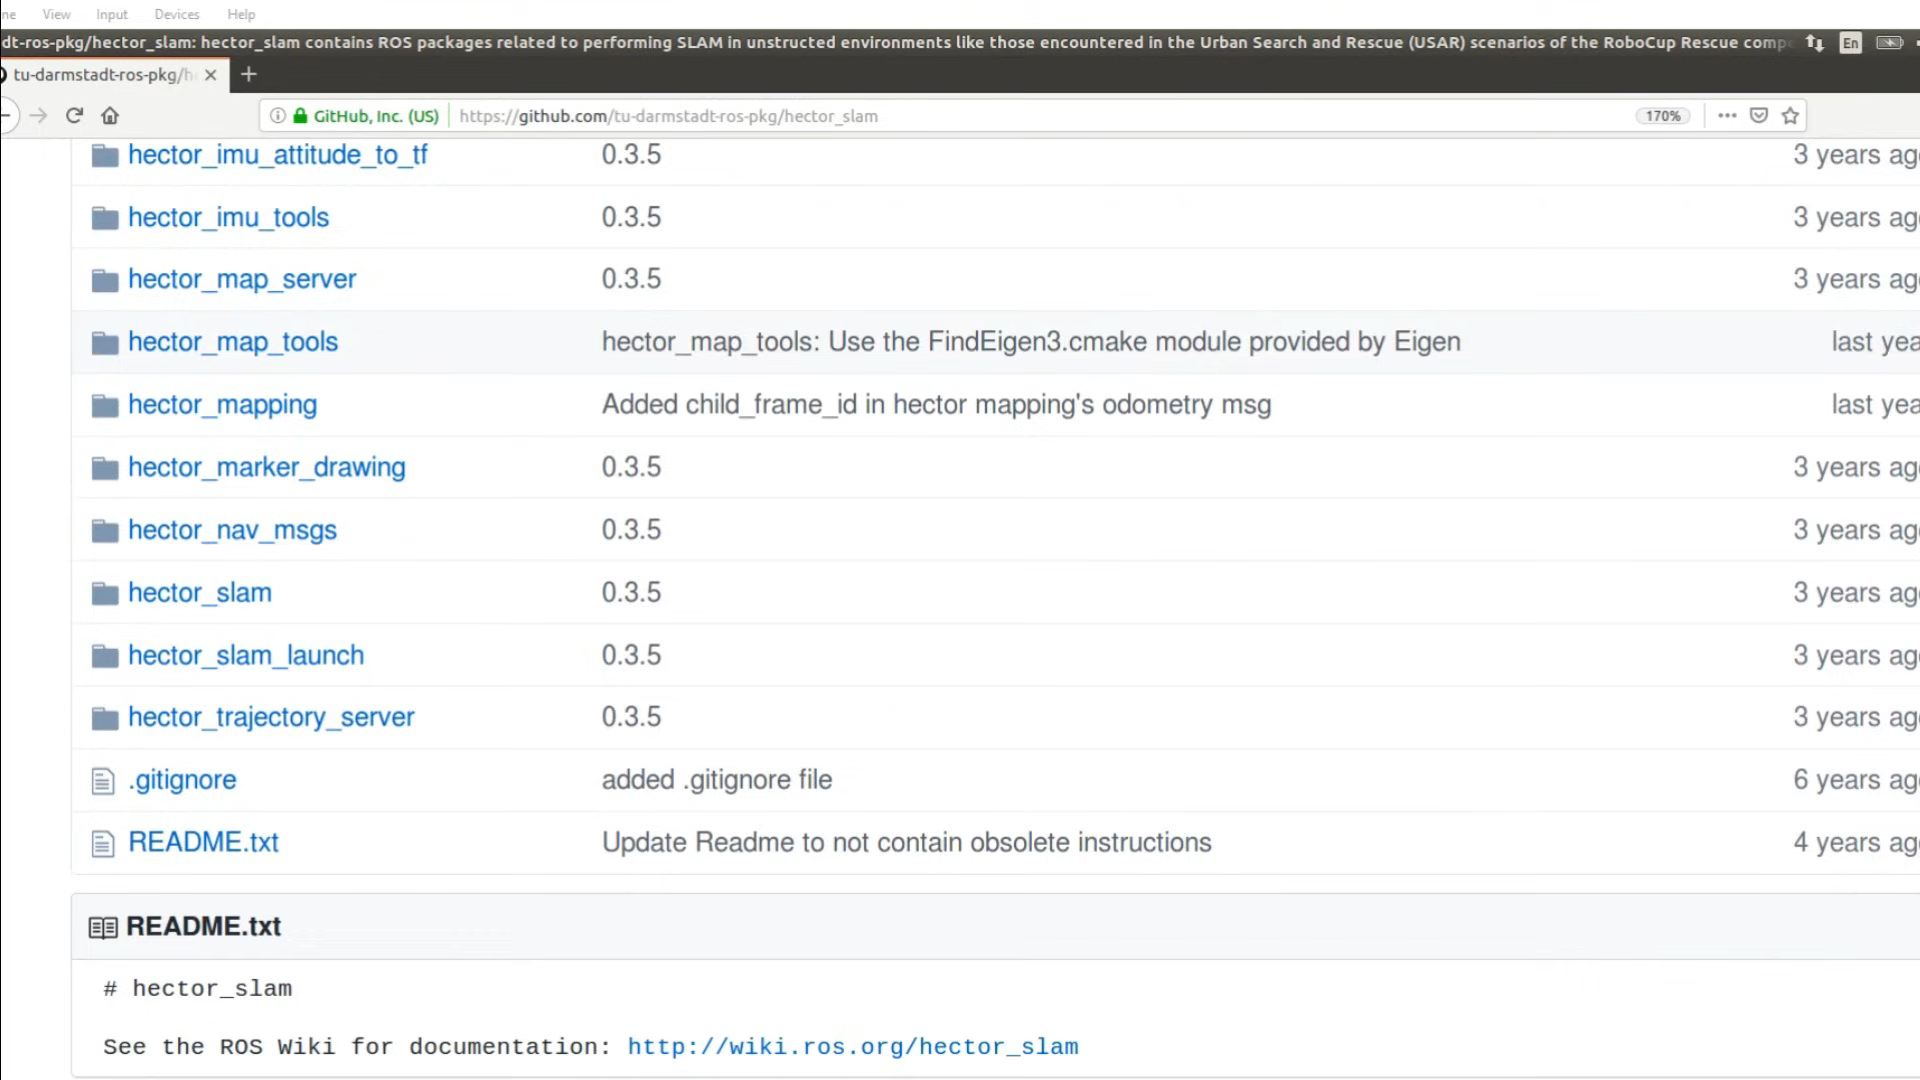 View Input Devices Help
dt-ros-pkg/hector_slam: hector_slam contains ROS packages related to performing SLAM in unstructed environments like those encountered in the Urban Search and Rescue (USAR) scenarios of the RoboCup Rescue comp En
tu-darmstadt-ros-pkg/h
GitHub, Inc. (US) https://github.com/tu-darmstadt-ros-pkg/hector_slam 170%
hector_imu_attitude_to_tf 0.3.5 3 years ag
hector_imu_tools 0.3.5 3 years ag
hector_map_server 0.3.5 3 years ag
hector_map_tools hector_map_tools: Use the FindEigen3.cmake module provided by Eigen last yea
hector_mapping Added child_frame_id in hector mapping's odometry msg last yea
hector_marker_drawing 0.3.5 3 years ag
hector_nav_msgs 0.3.5 3 years ag
hector_slam 0.3.5 3 years ag
hector_slam_launch 0.3.5 3 years ag
hector_trajectory_server 0.3.5 3 years ag
.gitignore added .gitignore file 6 years ag
README.txt Update Readme to not contain obsolete instructions 4 years ag
README.txt
# hector_slam
See the ROS Wiki for documentation: http://wiki.ros.org/hector_slam